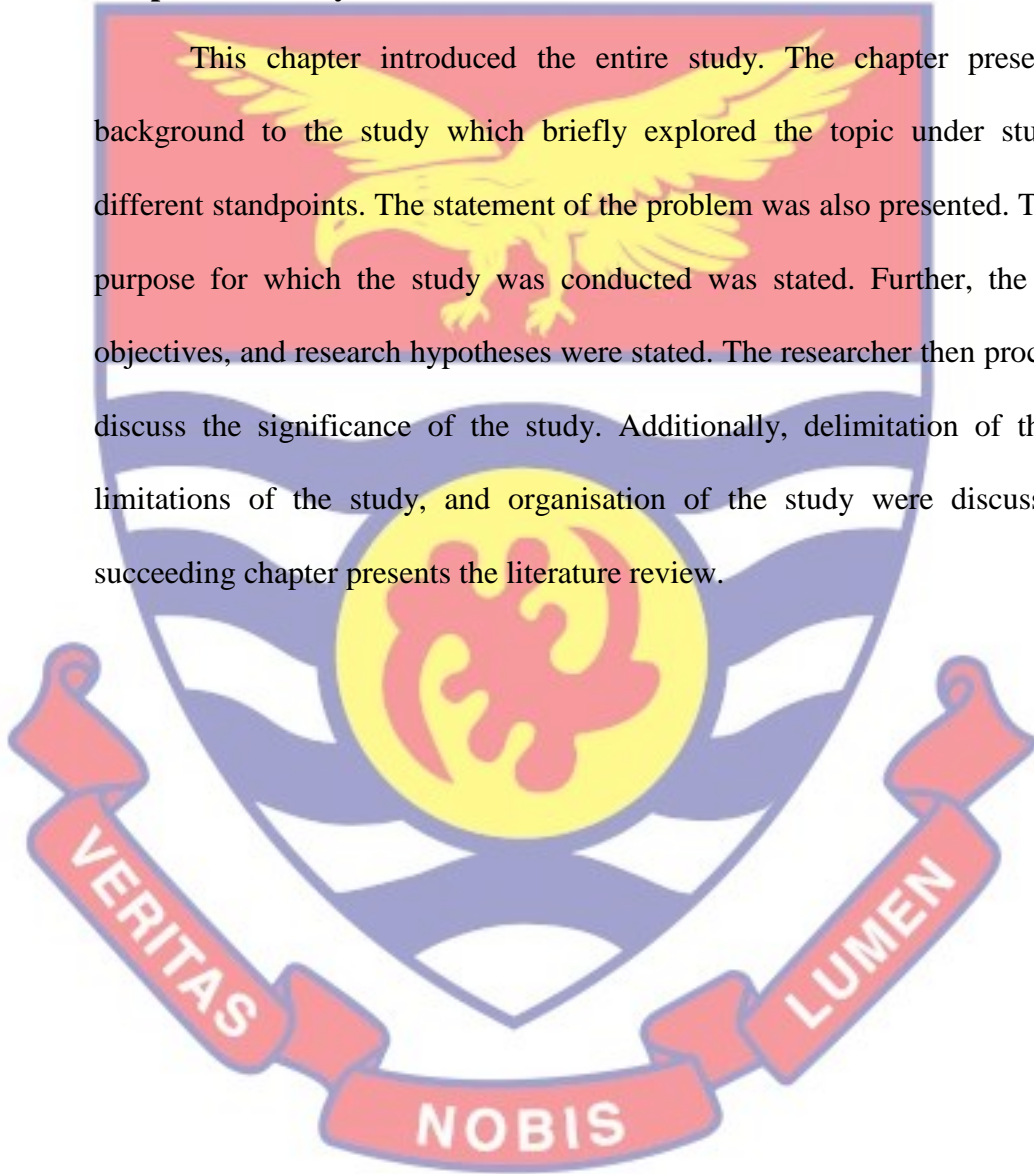 This chapter introduced the entire study. The chapter prese
background to the study which briefly explored the topic under stu
different standpoints. The statement of the problem was also presented. T
purpose for which the study was conducted was stated. Further, the
objectives, and research hypotheses were stated. The researcher then proc
discuss the significance of the study. Additionally, delimitation of th
limitations of the study, and organisation of the study were discuss
succeeding chapter presents the literature review.
VERITAS
NOBIS
LUMEN